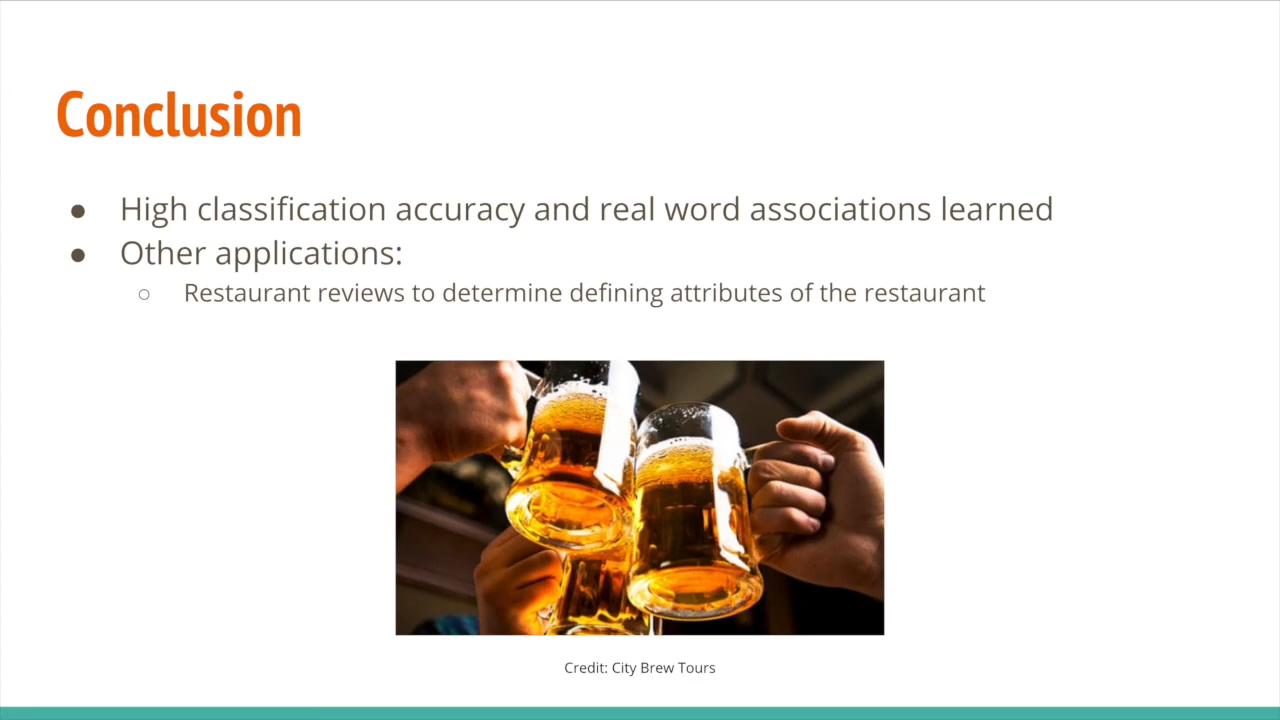 Conclusion
● High classification accuracy and real word associations learned
● Other applications:
○ Restaurant reviews to determine defining attributes of the restaurant
Credit: City Brew Tours